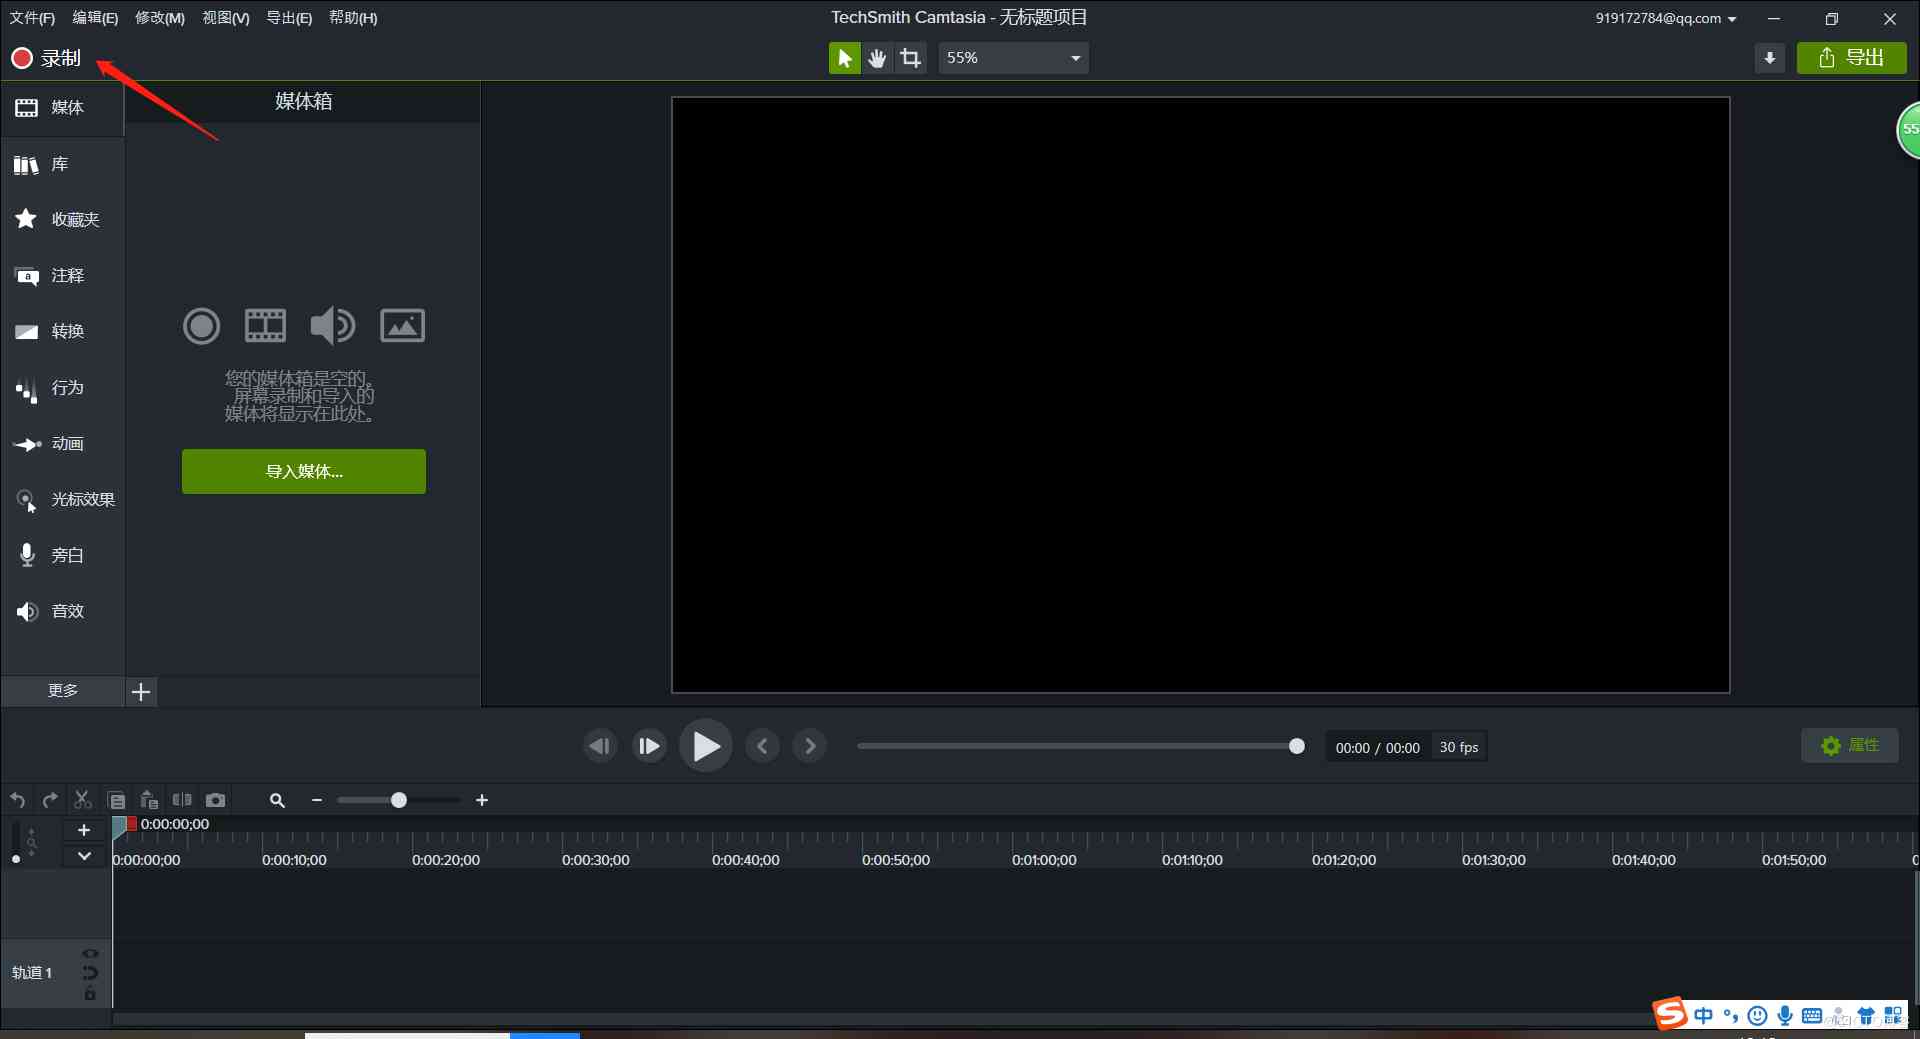 文件(F) 编辑(E) 修改(M) 视图(V) 导出(E) 帮助(H)
TechSmith Camtasia - 无标题项目
919172784@qq.com
录制
55%
导出
媒体
媒体箱
55
库
收藏夹
a
注释
转换
行为
您的媒体箱是空的。
屏幕录制和导入的
媒体将显示在此处。
动画
导入媒体...
光标效果
旁白
音效
更多
00:00 / 00:00
30 fps
属性
0:00:00;00
0:00:00;00 0:00:10;00 0:00:20;00 0:00:30;00 0:00:40;00 0:00:50;00 0:01:00;00 0:01:10;00 0:01:20;00 0:01:30;00 0:01:40;00 0:01:50;00 0
轨道 1
S 中